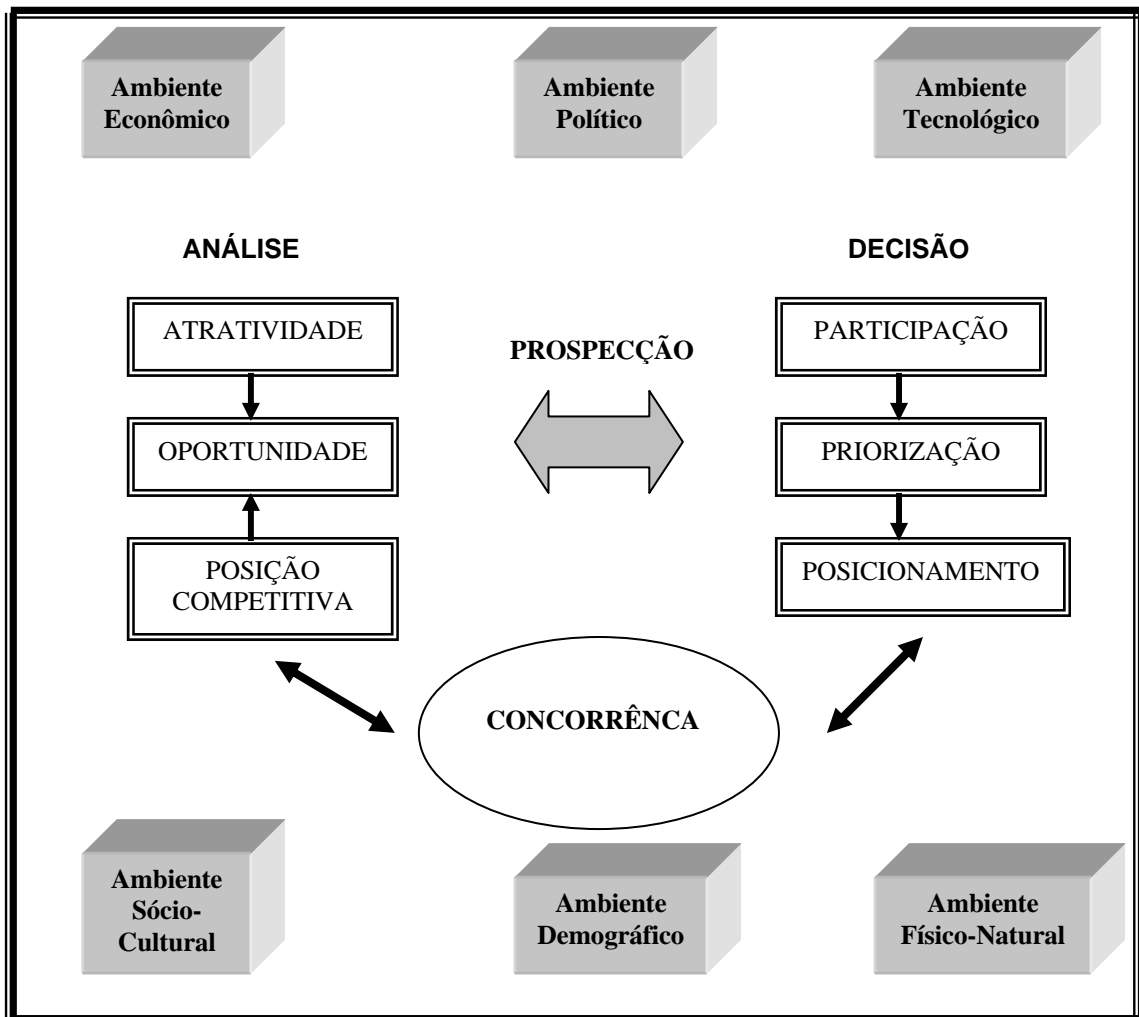 Ambiente
Econômico
Ambiente
Político
Ambiente
Tecnológico
ANÁLISE
DECISÃO
ATRATIVIDADE
PROSPECÇÃO
PARTICIPAÇÃO
OPORTUNIDADE
PRIORIZAÇÃO
POSIÇÃO
COMPETITIVA
POSICIONAMENTO
CONCORRÊNCA
Ambiente
Sócio-
Cultural
Ambiente
Demográfico
Ambiente
Físico-Natural